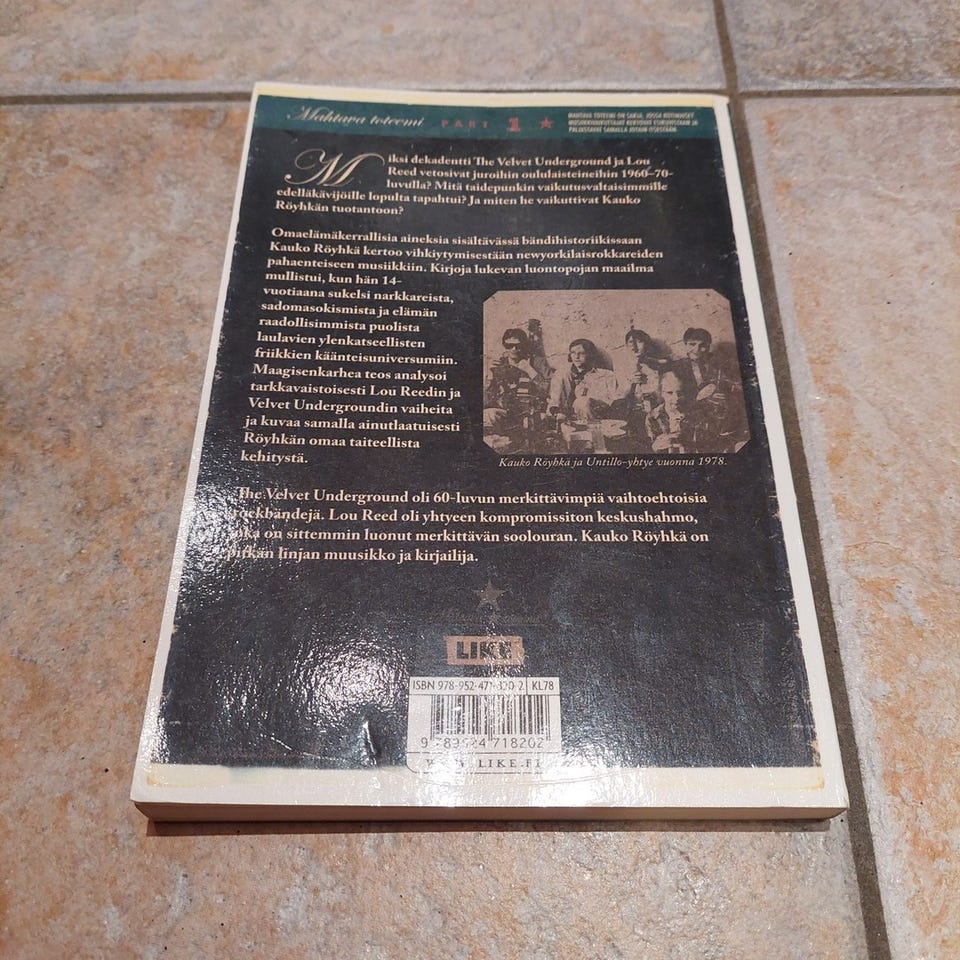 Mahtava toteemi PART 1
MAHTAVA TOTEEMI ON SARJA, JOSSA KOTIMAISET
MUSIIKKIVAIKUTTAJAT KERTOVAT ESIKUVISTAAN JA
PALJASTAVAT SAMALLA JOTAIN ITSESTÄÄN.
Miksi dekadentti The Velvet Underground ja Lou
Reed vetosivat juroihin oululaisteineihin 1960–70-
luvulla? Mitä taidepunkin vaikutusvaltaisimmille
edelläkävijöille lopulta tapahtui? Ja miten he vaikuttivat Kauko
Röyhkän tuotantoon?
Omaelämäkerrallisia aineksia sisältävässä bändihistoriikissaan
Kauko Röyhkä kertoo vihkiytymisestään newyorkilaisrokkareiden
pahaenteiseen musiikkiin. Kirjoja lukevan luontopojan maailma
mullistui, kun hän 14-
vuotiaana sukelsi narkkareista,
sadomasokismista ja elämän
raadollisimmista puolista
laulavien ylenkatseellisten
friikkien käänteisuniversumiin.
Maagisenkarhea teos analysoi
tarkkavaistoisesti Lou Reedin ja
Velvet Undergroundin vaiheita
ja kuvaa samalla ainutlaatuisesti
Röyhkän omaa taiteellista
kehitystä.
Kauko Röyhkä ja Untillo-yhtye vuonna 1978.
The Velvet Underground oli 60-luvun merkittävimpiä vaihtoehtoisia
rockbändejä. Lou Reed oli yhtyeen kompromissiton keskushahmo,
joka on sittemmin luonut merkittävän soolouran. Kauko Röyhkä on
pitkän linjan muusikko ja kirjailija.
LIKE
ISBN 978-952-471-820-2 KL78
9 789524 718202
WWW.LIKE.FI